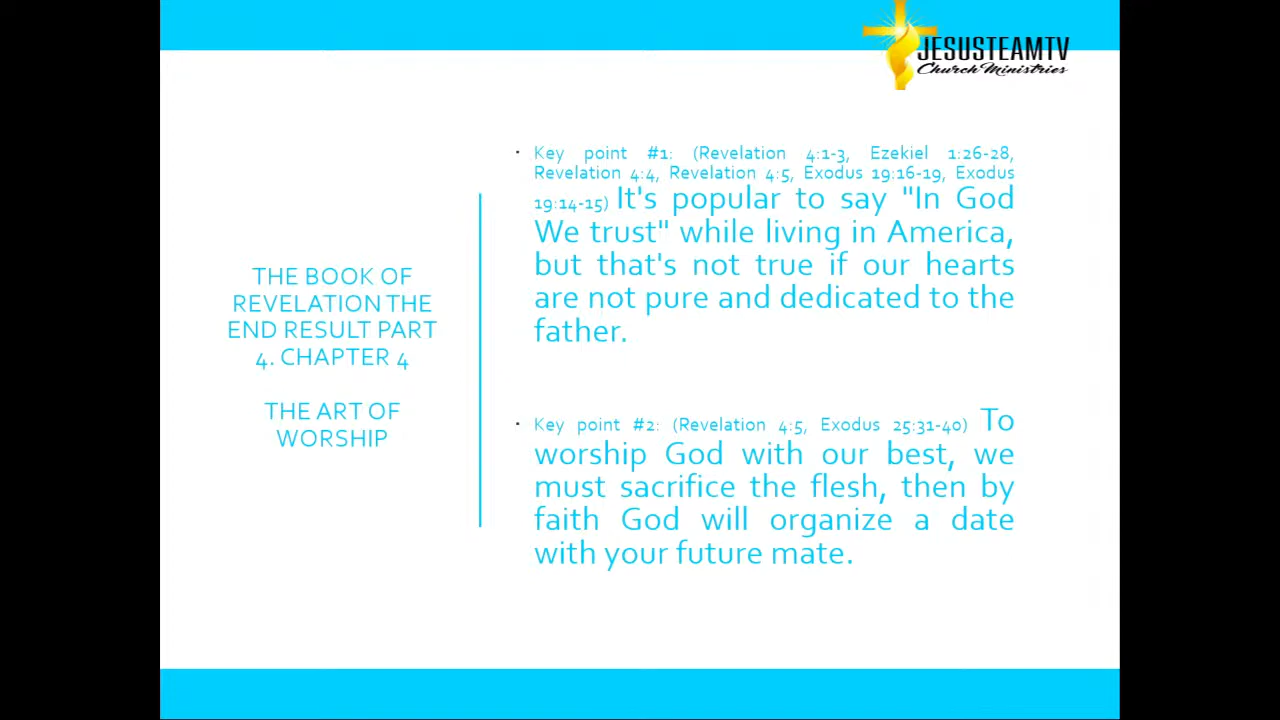 JESUSTEAMTV
Church Ministries
THE BOOK OF
REVELATION THE
END RESULT PART
4. CHAPTER 4
THE ART OF
WORSHIP
· Key point #1: (Revelation 4:1-3, Ezekiel 1:26-28,
Revelation 4:4, Revelation 4:5, Exodus 19:16-19, Exodus
19:14-15) It's popular to say "In God
We trust" while living in America,
but that's not true if our hearts
are not pure and dedicated to the
father.
· Key point #2: (Revelation 4:5, Exodus 25:31-40) To
worship God with our best, we
must sacrifice the flesh, then by
faith God will organize a date
with your future mate.